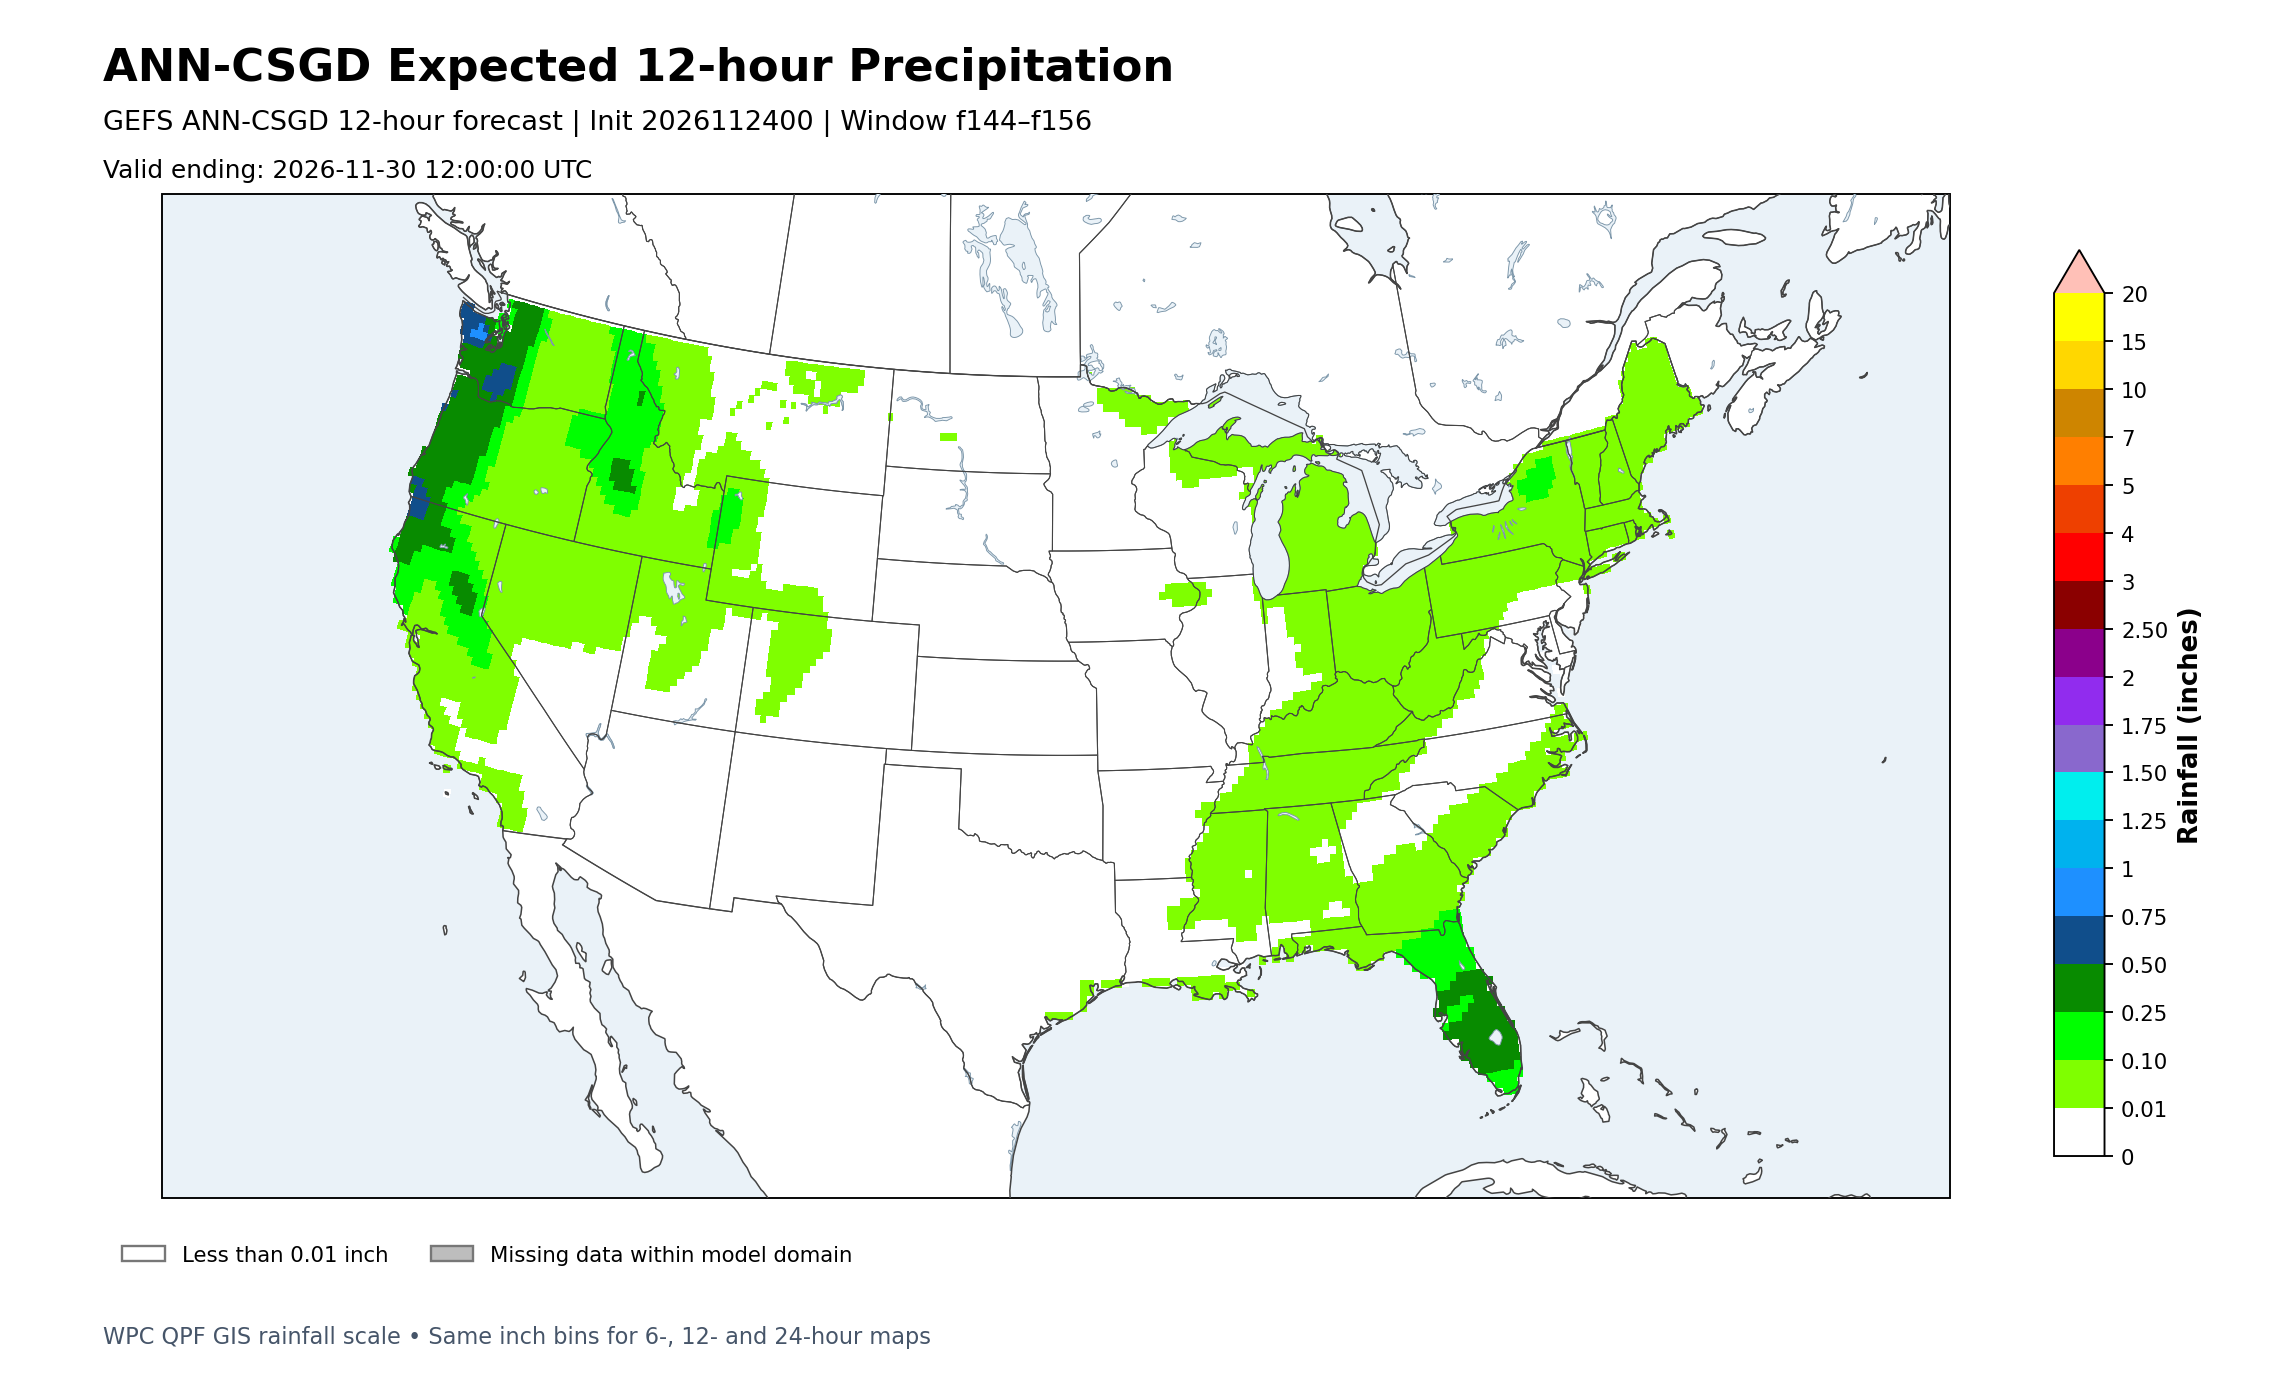 ANN-CSGD Expected 12-hour Precipitation
GEFS ANN-CSGD 12-hour forecast | Init 2026112400 | Window f144–f156
Valid ending: 2026-11-30 12:00:00 UTC
20
15
10
7
5
4
3
2.50
2
1.75
1.50
1.25
1
0.75
0.50
0.25
0.10
0.01
0
Rainfall (inches)
Less than 0.01 inch
Missing data within model domain
WPC QPF GIS rainfall scale • Same inch bins for 6-, 12- and 24-hour maps